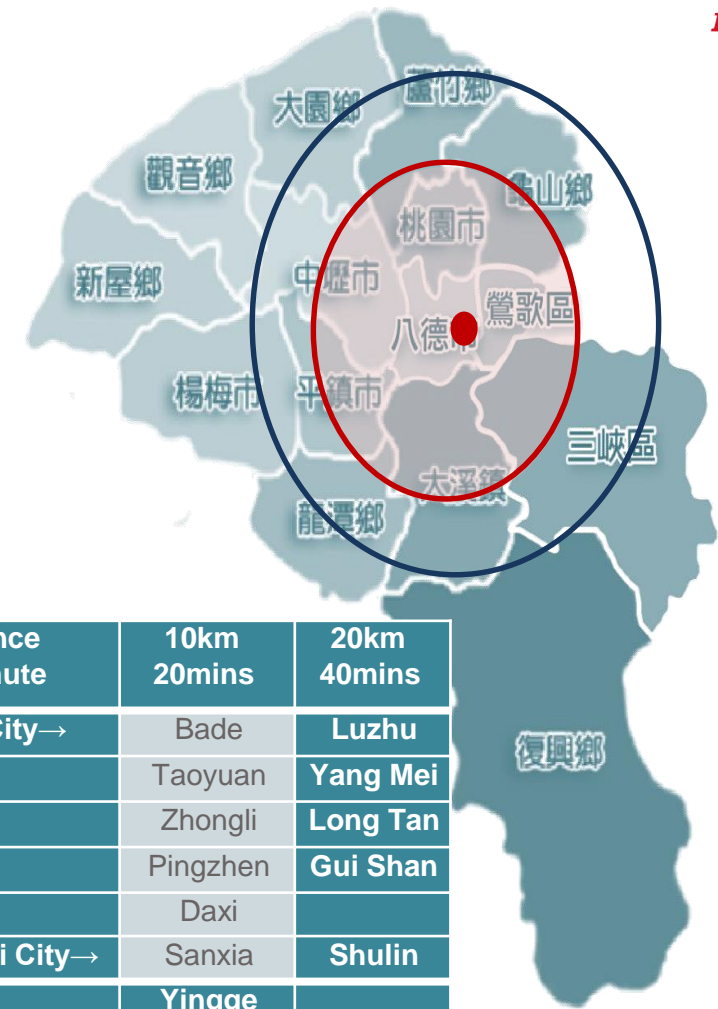 蘆竹鄉
大園鄉
觀音鄉
龜山鄉
桃園市
中壢市
新屋鄉
鶯歌區
八德市
楊梅市
平鎮市
三峽區
大溪鎮
龍潭鄉
復興鄉
10km 20km
20mins 40mins
City→ Bade Luzhu
Taoyuan Yang Mei
Zhongli Long Tan
Pingzhen Gui Shan
Daxi
City→ Sanxia Shulin
Yingge